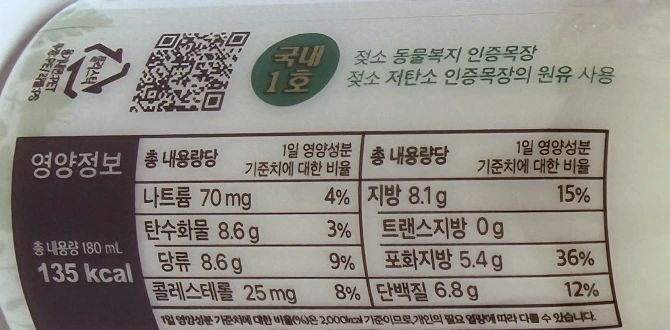 국내
1호
젖소 동물복지 인증목장
젖소 저탄소 인증목장의 원유 사용
영양정보
총 내용량 180 mL
135 kcal
총 내용량당 1일 영양성분 기준치에 대한 비율
나트륨 70 mg 4%
탄수화물 8.6 g 3%
당류 8.6 g 9%
콜레스테롤 25 mg 8%
총 내용량당 1일 영양성분 기준치에 대한 비율
지방 8.1 g 15%
트랜스지방 0 g
포화지방 5.4 g 36%
단백질 6.8 g 12%
1일 영양성분 기준치에 대한 비율(%)은 2,000kcal 기준이므로 개인의 필요 열량에 따라 다를 수 있습니다.